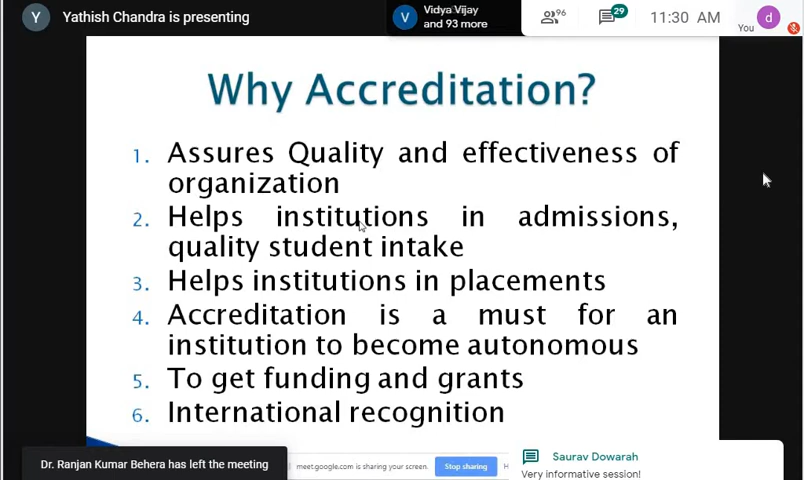 Y Yathish Chandra is presenting
V Vidya Vijay
and 93 more
96
29
11:30 AM
You
d
Why Accreditation?
1. Assures Quality and effectiveness of
organization
2. Helps institutions in admissions,
quality student intake
3. Helps institutions in placements
4. Accreditation is a must for an
institution to become autonomous
5. To get funding and grants
6. International recognition
Dr. Ranjan Kumar Behera has left the meeting
meet.google.com is sharing your screen.
Stop sharing
H
Saurav Dowarah
Very informative session!